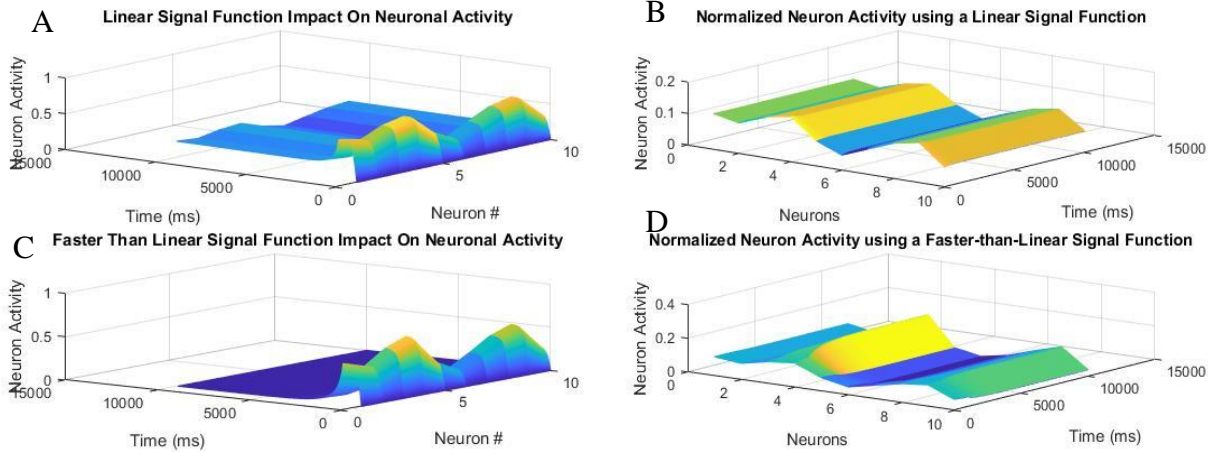 A
Linear Signal Function Impact On Neuronal Activity
Neuron Activity
1
0.5
0
15000
10000
5000
0
Time (ms)
0
5
10
Neuron #
B
Normalized Neuron Activity using a Linear Signal Function
Neuron Activity
0.2
0.1
0
0
2
4
6
8
10
Neurons
0
5000
10000
15000
Time (ms)
C
Faster Than Linear Signal Function Impact On Neuronal Activity
Neuron Activity
1
0.5
0
15000
10000
5000
0
Time (ms)
0
5
10
Neuron #
D
Normalized Neuron Activity using a Faster-than-Linear Signal Function
Neuron Activity
0.4
0.2
0
0
2
4
6
8
10
Neurons
0
5000
10000
15000
Time (ms)